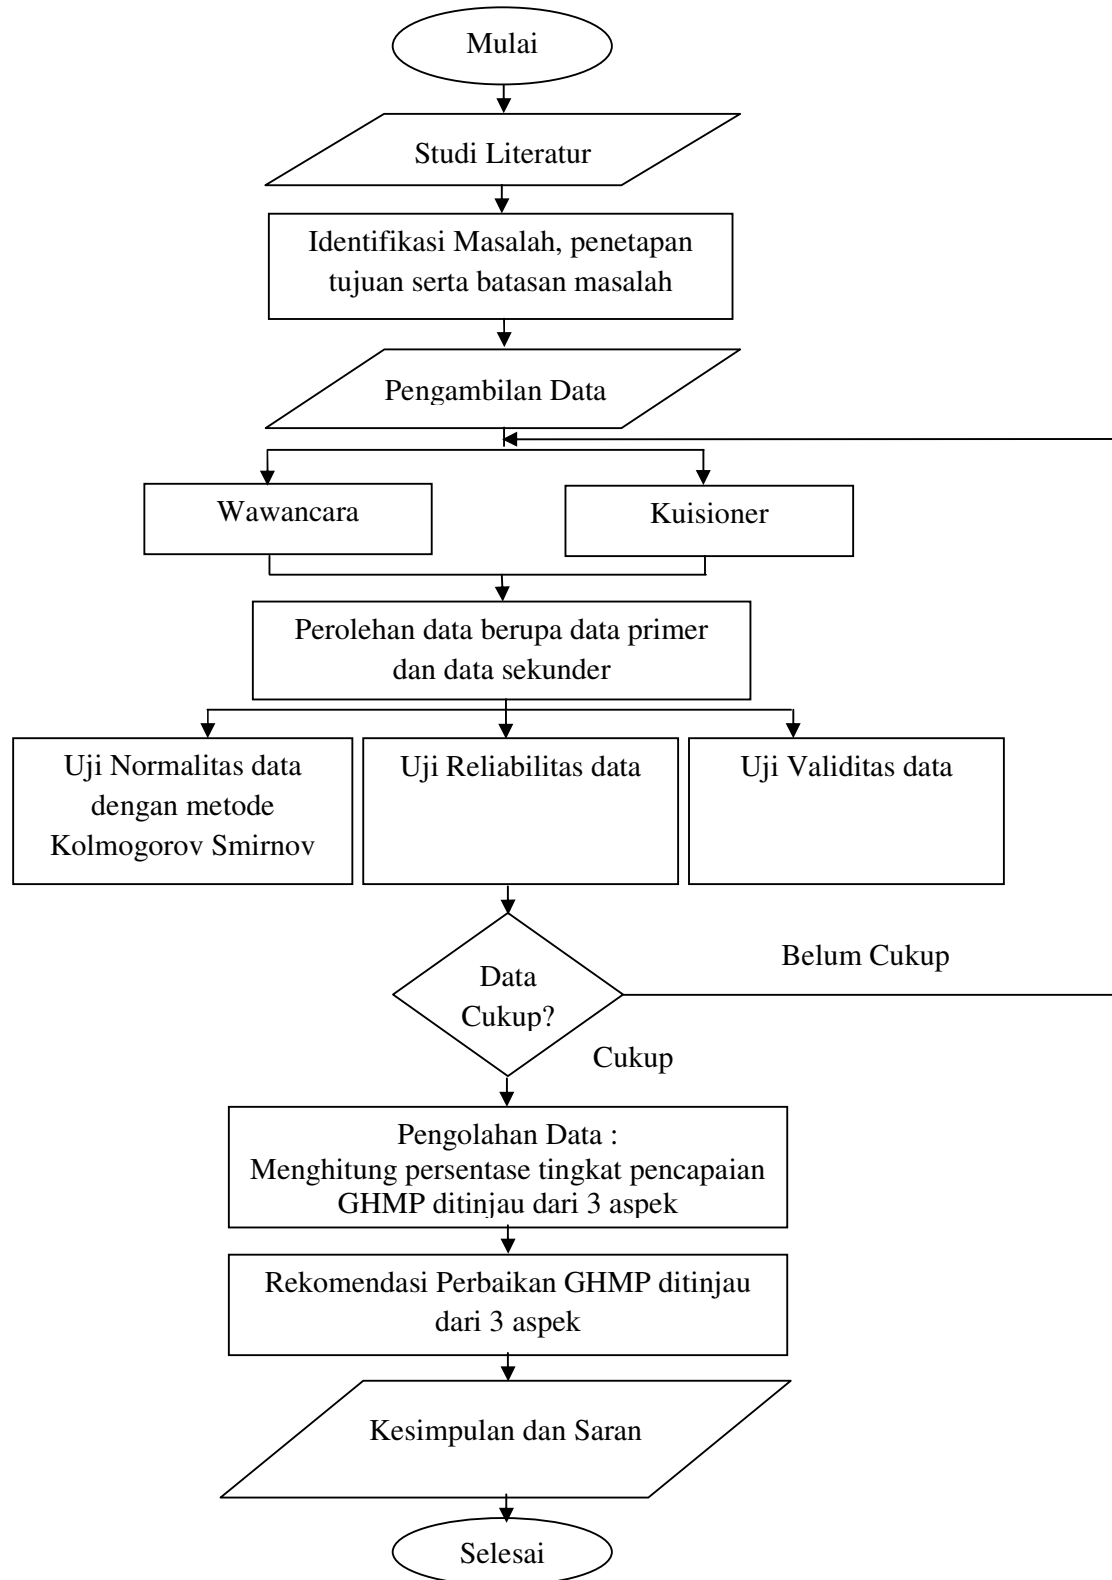 Mulai
Studi Literatur
Identifikasi Masalah, penetapan
tujuan serta batasan masalah
Pengambilan Data
Wawancara
Kuisioner
Perolehan data berupa data primer
dan data sekunder
Uji Normalitas data
dengan metode
Kolmogorov Smirnov
Uji Reliabilitas data
Uji Validitas data
Data
Cukup?
Belum Cukup
Cukup
Pengolahan Data :
Menghitung persentase tingkat pencapaian
GHMP ditinjau dari 3 aspek
Rekomendasi Perbaikan GHMP ditinjau
dari 3 aspek
Kesimpulan dan Saran
Selesai